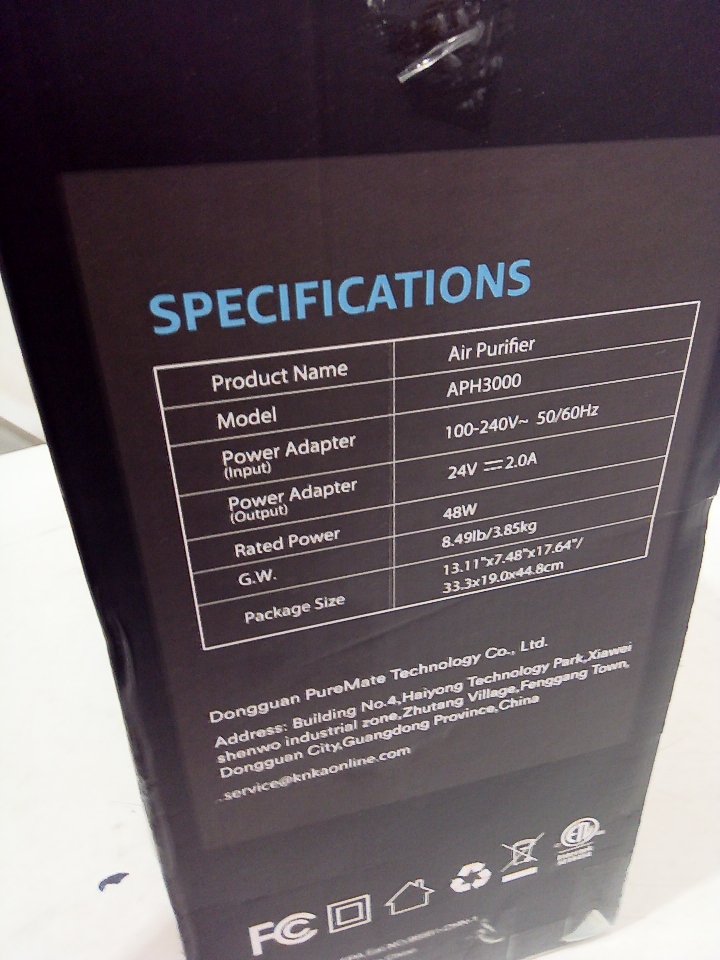 SPECIFICATIONS
Product Name Air Purifier
Model APH3000
Power Adapter (Input) 100-240V~ 50/60Hz
Power Adapter (Output) 24V⎓2.0A
Rated Power 48W
G.W. 8.49lb/3.85kg
Package Size 13.11"x7.48"x17.64"/
33.3x19.0x44.8cm
Dongguan PureMate Technology Co., Ltd.
Address: Building No.4,Haiyong Technology Park,Xiawei
shenwo industrial zone,Zhutang Village,Fenggang Town,
Dongguan City,Guangdong Province,China
service@knkaonline.com
FC
ETL